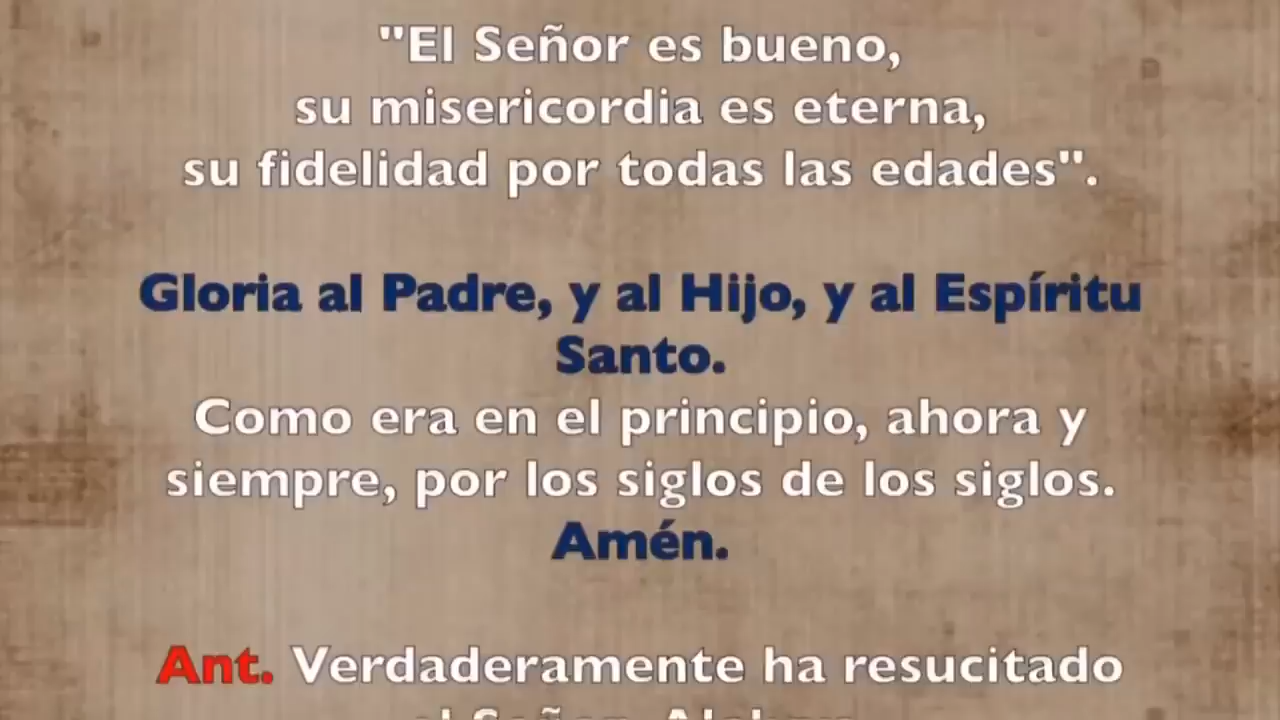 "El Señor es bueno,
su misericordia es eterna,
su fidelidad por todas las edades".
Gloria al Padre, y al Hijo, y al Espíritu
Santo.
Como era en el principio, ahora y
siempre, por los siglos de los siglos.
Amén.
Ant. Verdaderamente ha resucitado